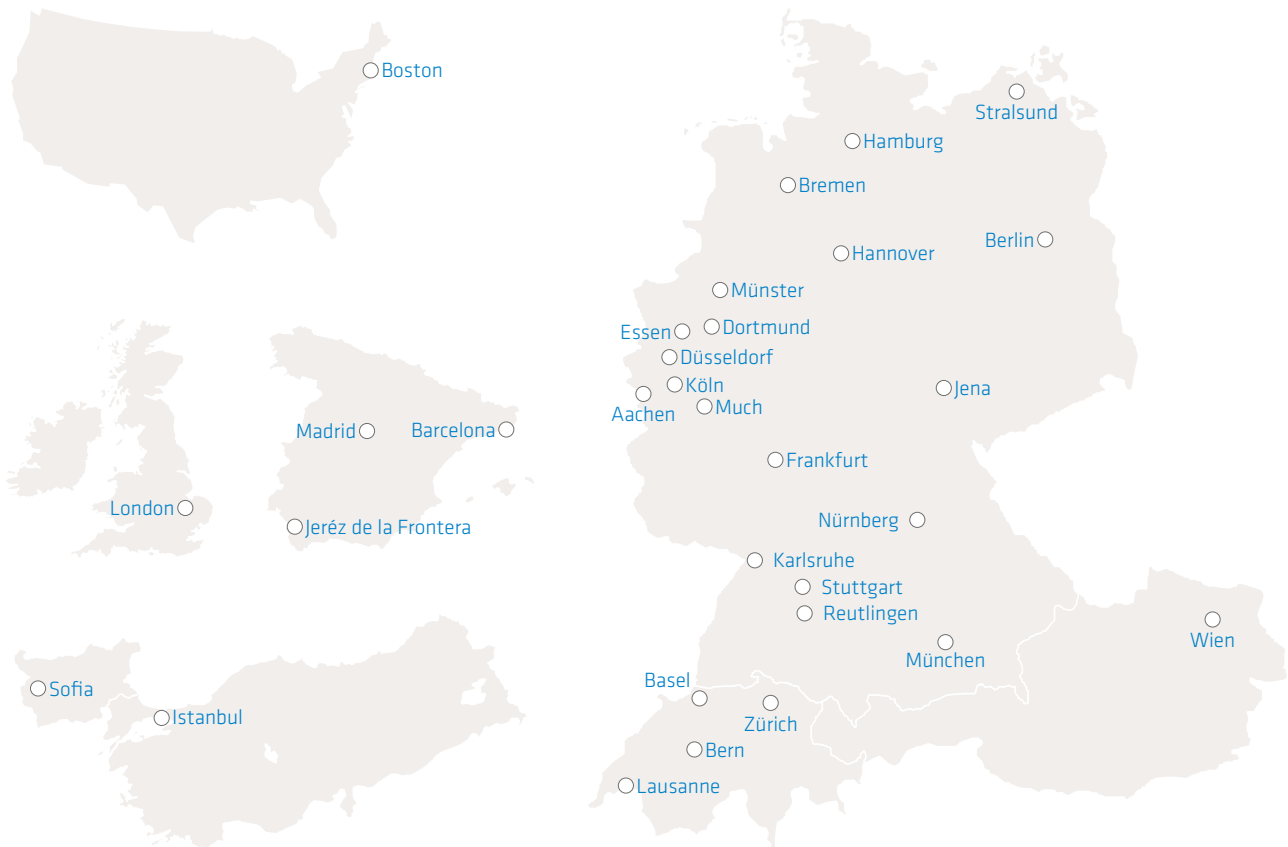 Boston
Stralsund
Hamburg
Bremen
Berlin
Hannover
Münster
Essen
Dortmund
Düsseldorf
Köln
Jena
Aachen
Much
Madrid
Barcelona
Frankfurt
London
Jeréz de la Frontera
Nürnberg
Karlsruhe
Stuttgart
Reutlingen
Wien
München
Basel
Sofia
Istanbul
Zürich
Bern
Lausanne